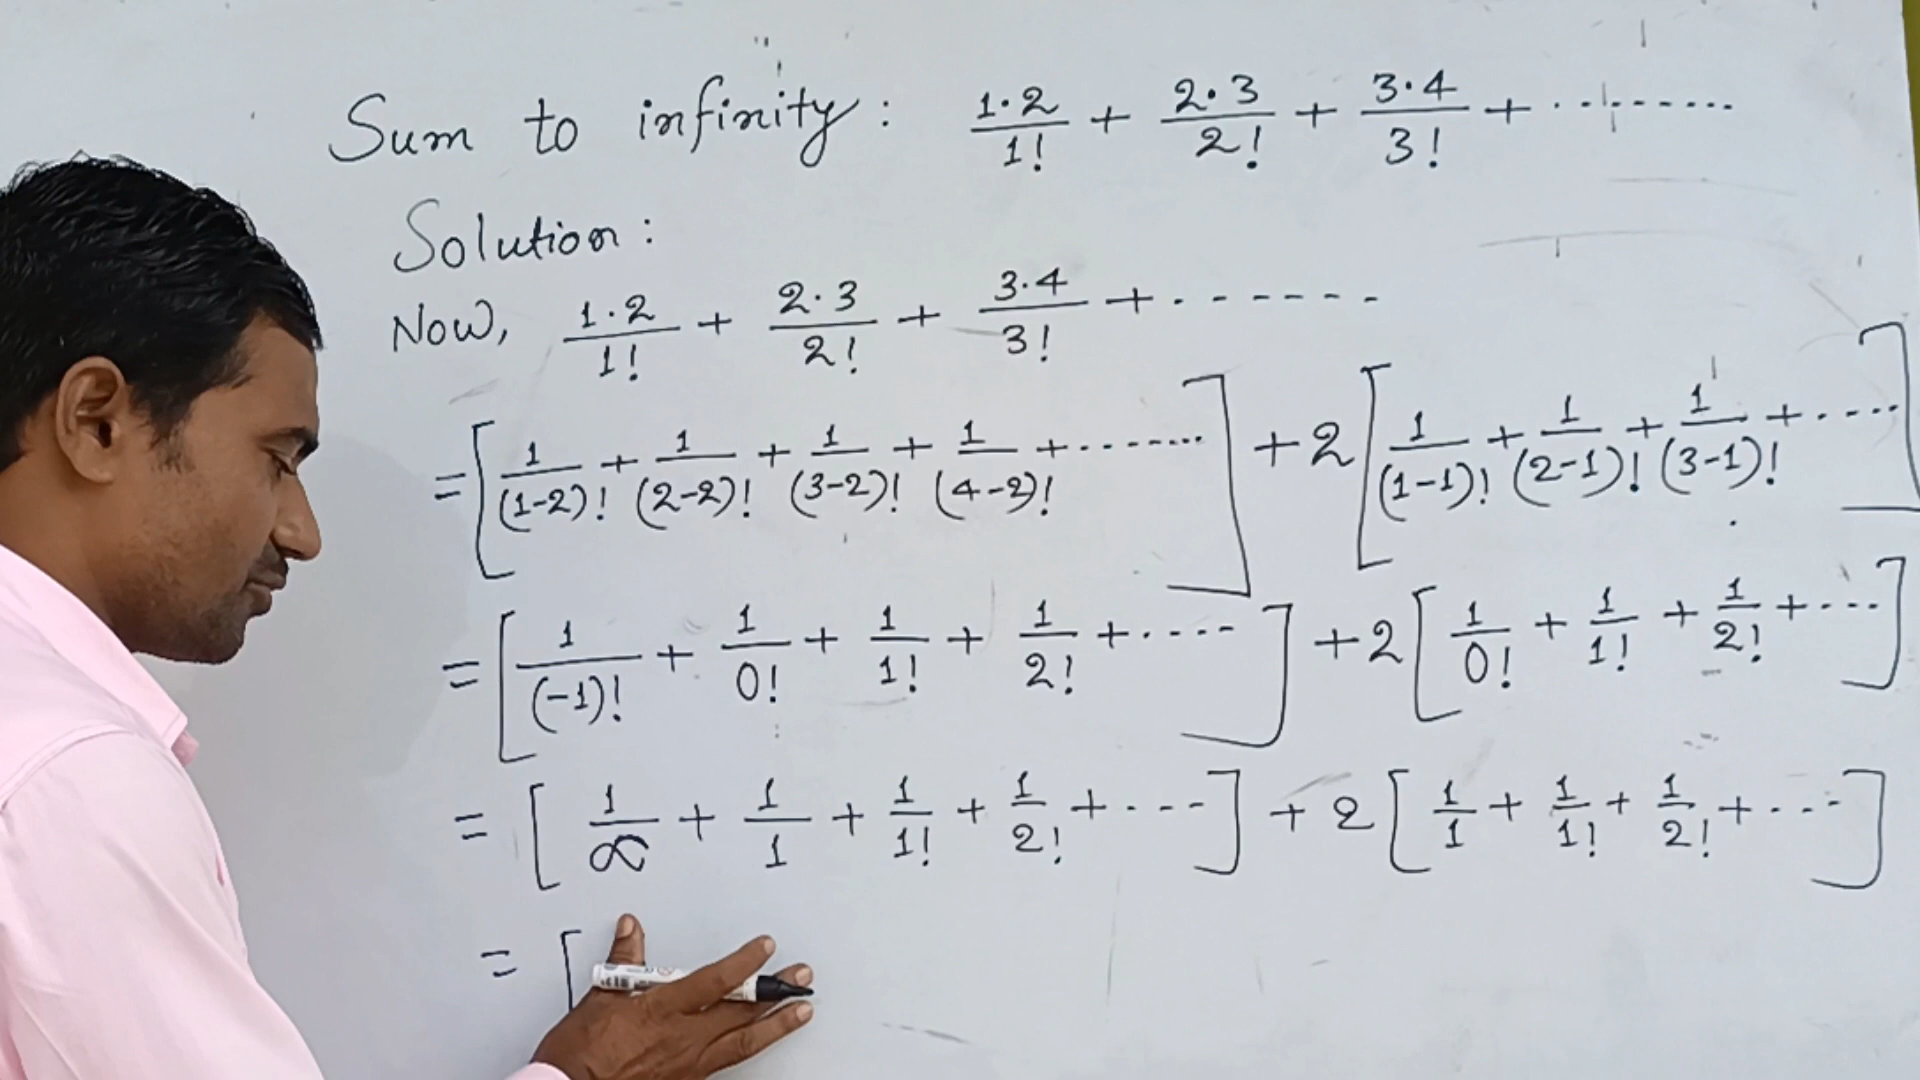 Sum to infinity: 1·2/1! + 2·3/2! + 3·4/3! + ........
Solution:
Now, 1·2/1! + 2·3/2! + 3·4/3! + .......
= [1/(1-2)! + 1/(2-2)! + 1/(3-2)! + 1/(4-2)! + .......] + 2[1/(1-1)! + 1/(2-1)! + 1/(3-1)! + ....]
= [1/(-1)! + 1/0! + 1/1! + 1/2! + .....] + 2[1/0! + 1/1! + 1/2! + ....]
= [1/∞ + 1/1 + 1/1! + 1/2! + ....] + 2[1/1 + 1/1! + 1/2! + ....]
= [